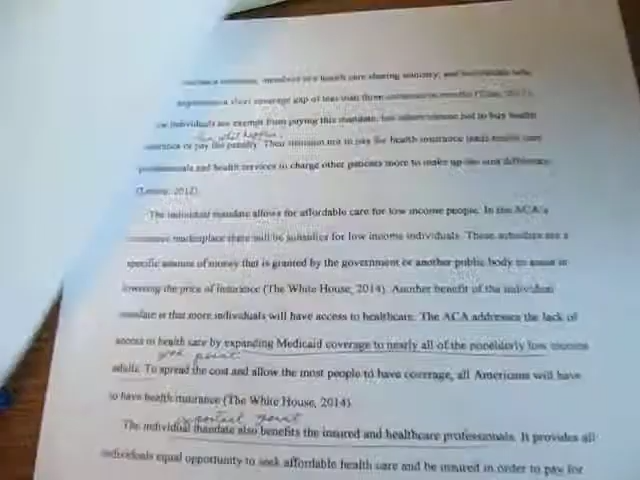 members of a health care sharing ministry, and individuals who
experience a short coverage gap of less than three consecutive months
individuals are exempt from paying this mandate, but others choose not to buy health
what happens
insurance or pay the penalty. Their decision not to pay for health insurance leads health care
professionals and health services to charge other patients more to make up the cost difference
2012).
The individual mandate allows for affordable care for low income people. In the ACA's
insurance marketplace there will be subsidies for low income individuals. These subsidies are a
specific amount of money that is granted by the government or another public body to assist in
lowering the price of insurance (The White House, 2014). Another benefit of the individual
mandate is that more individuals will have access to healthcare. The ACA addresses the lack of
access to health care by expanding Medicaid coverage to nearly all of the nonelderly low income
good point
adults. To spread the cost and allow the most people to have coverage, all Americans will have
to have health insurance (The White House, 2014)
important point
The individual mandate also benefits the insured and healthcare professionals. It provides all
individuals equal opportunity to seek affordable health care and be insured in order to pay for